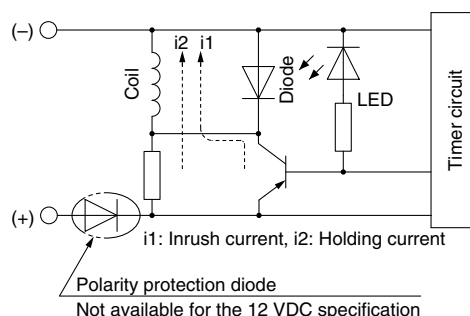 (–)
i2 i1
Coil
Diode
LED
Timer circuit
(+)
i1: Inrush current, i2: Holding current
Polarity protection diode
Not available for the 12 VDC specification